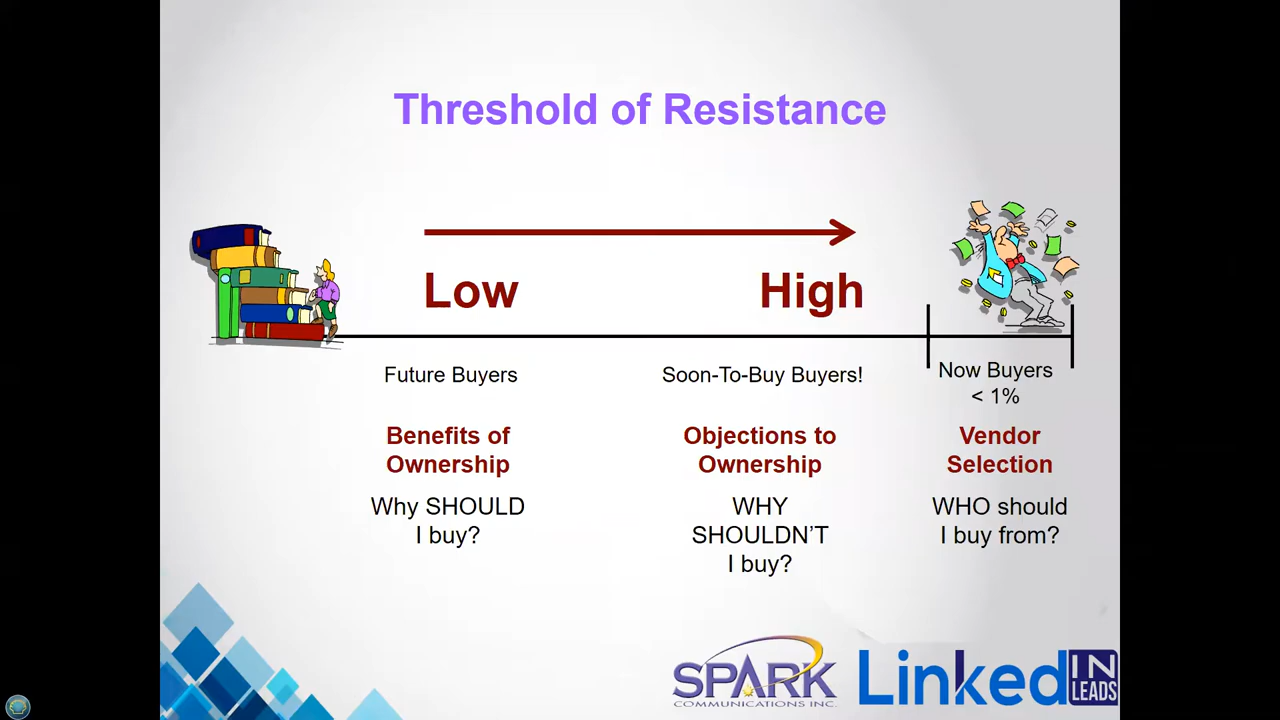 Threshold of Resistance
Low
High
Future Buyers
Soon-To-Buy Buyers!
Now Buyers
< 1%
Benefits of
Ownership
Objections to
Ownership
Vendor
Selection
Why SHOULD
I buy?
WHY
SHOULDN'T
I buy?
WHO should
I buy from?
SPARK
COMMUNICATIONS INC.
Linked IN
LEADS